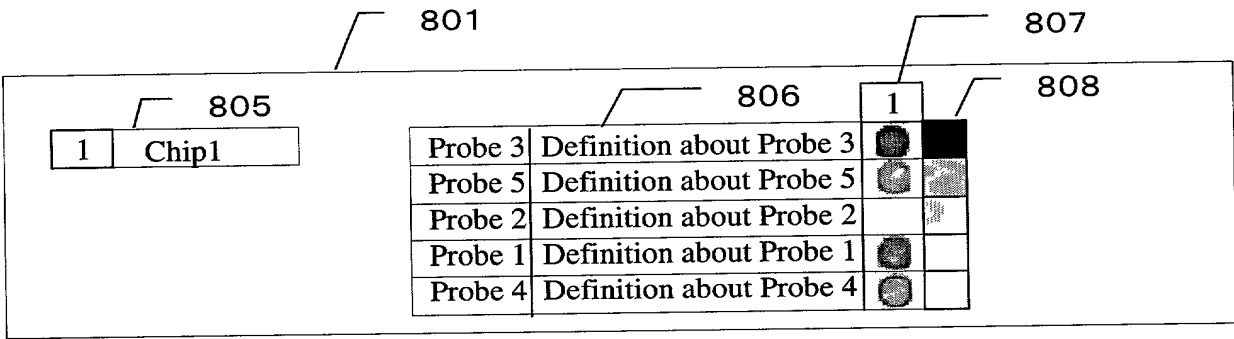 801
807
805
806
808
1
1 Chip1
Probe 3 Definition about Probe 3
Probe 5 Definition about Probe 5
Probe 2 Definition about Probe 2
Probe 1 Definition about Probe 1
Probe 4 Definition about Probe 4